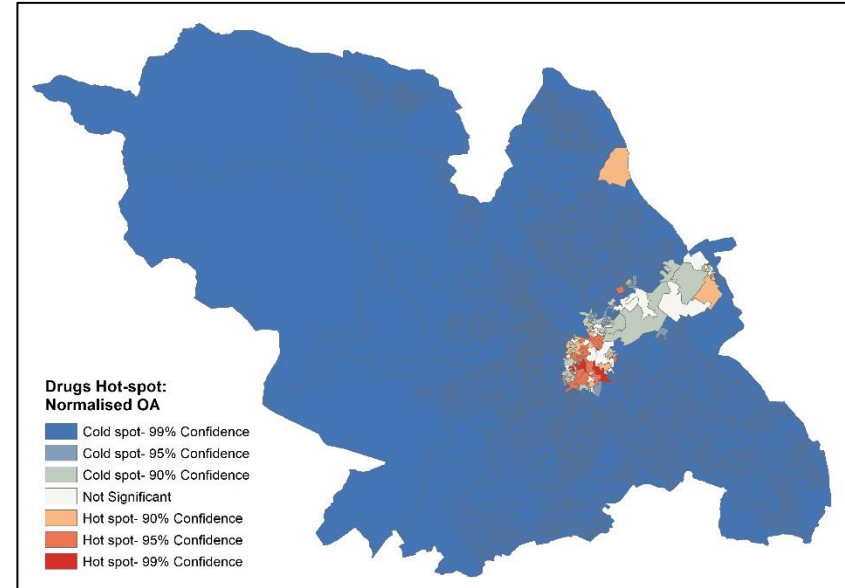 Drugs Hot-spot:
Normalised OA
Cold spot- 99% Confidence
Cold spot- 95% Confidence
Cold spot- 90% Confidence
Not Significant
Hot spot- 90% Confidence
Hot spot- 95% Confidence
Hot spot- 99% Confidence